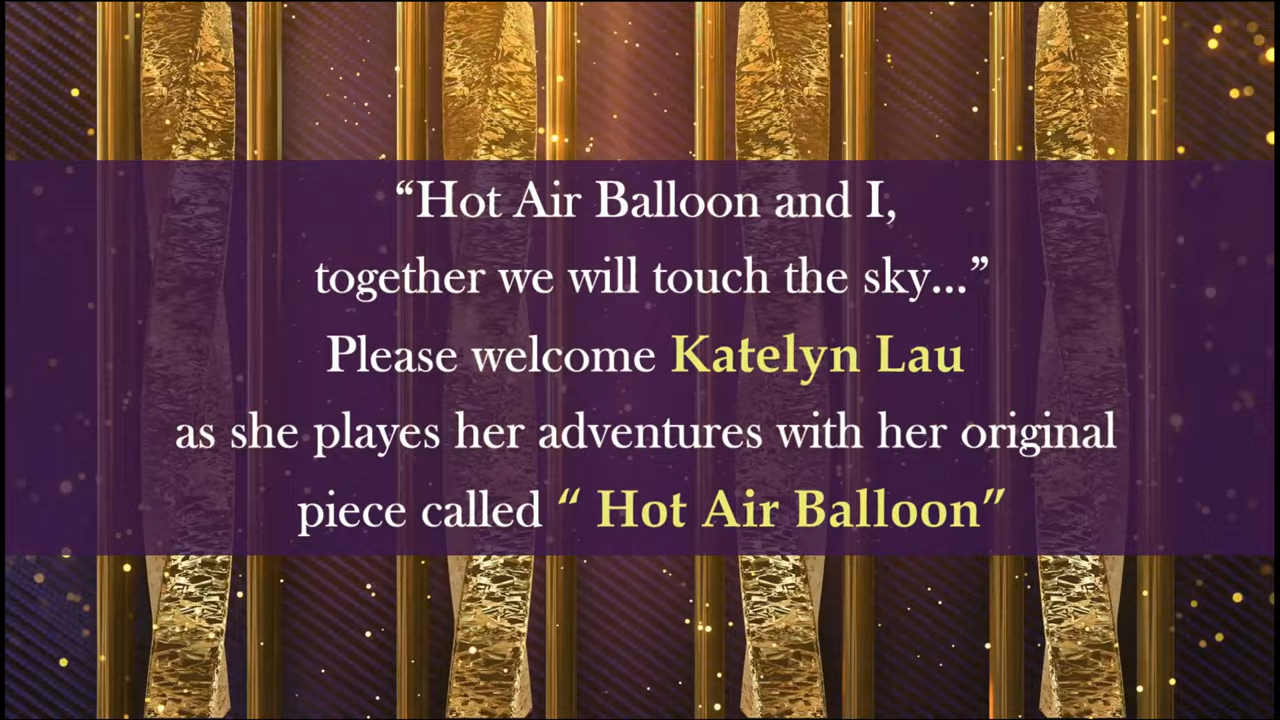 “Hot Air Balloon and I,
together we will touch the sky...”
Please welcome Katelyn Lau
as she playes her adventures with her original
piece called “ Hot Air Balloon”